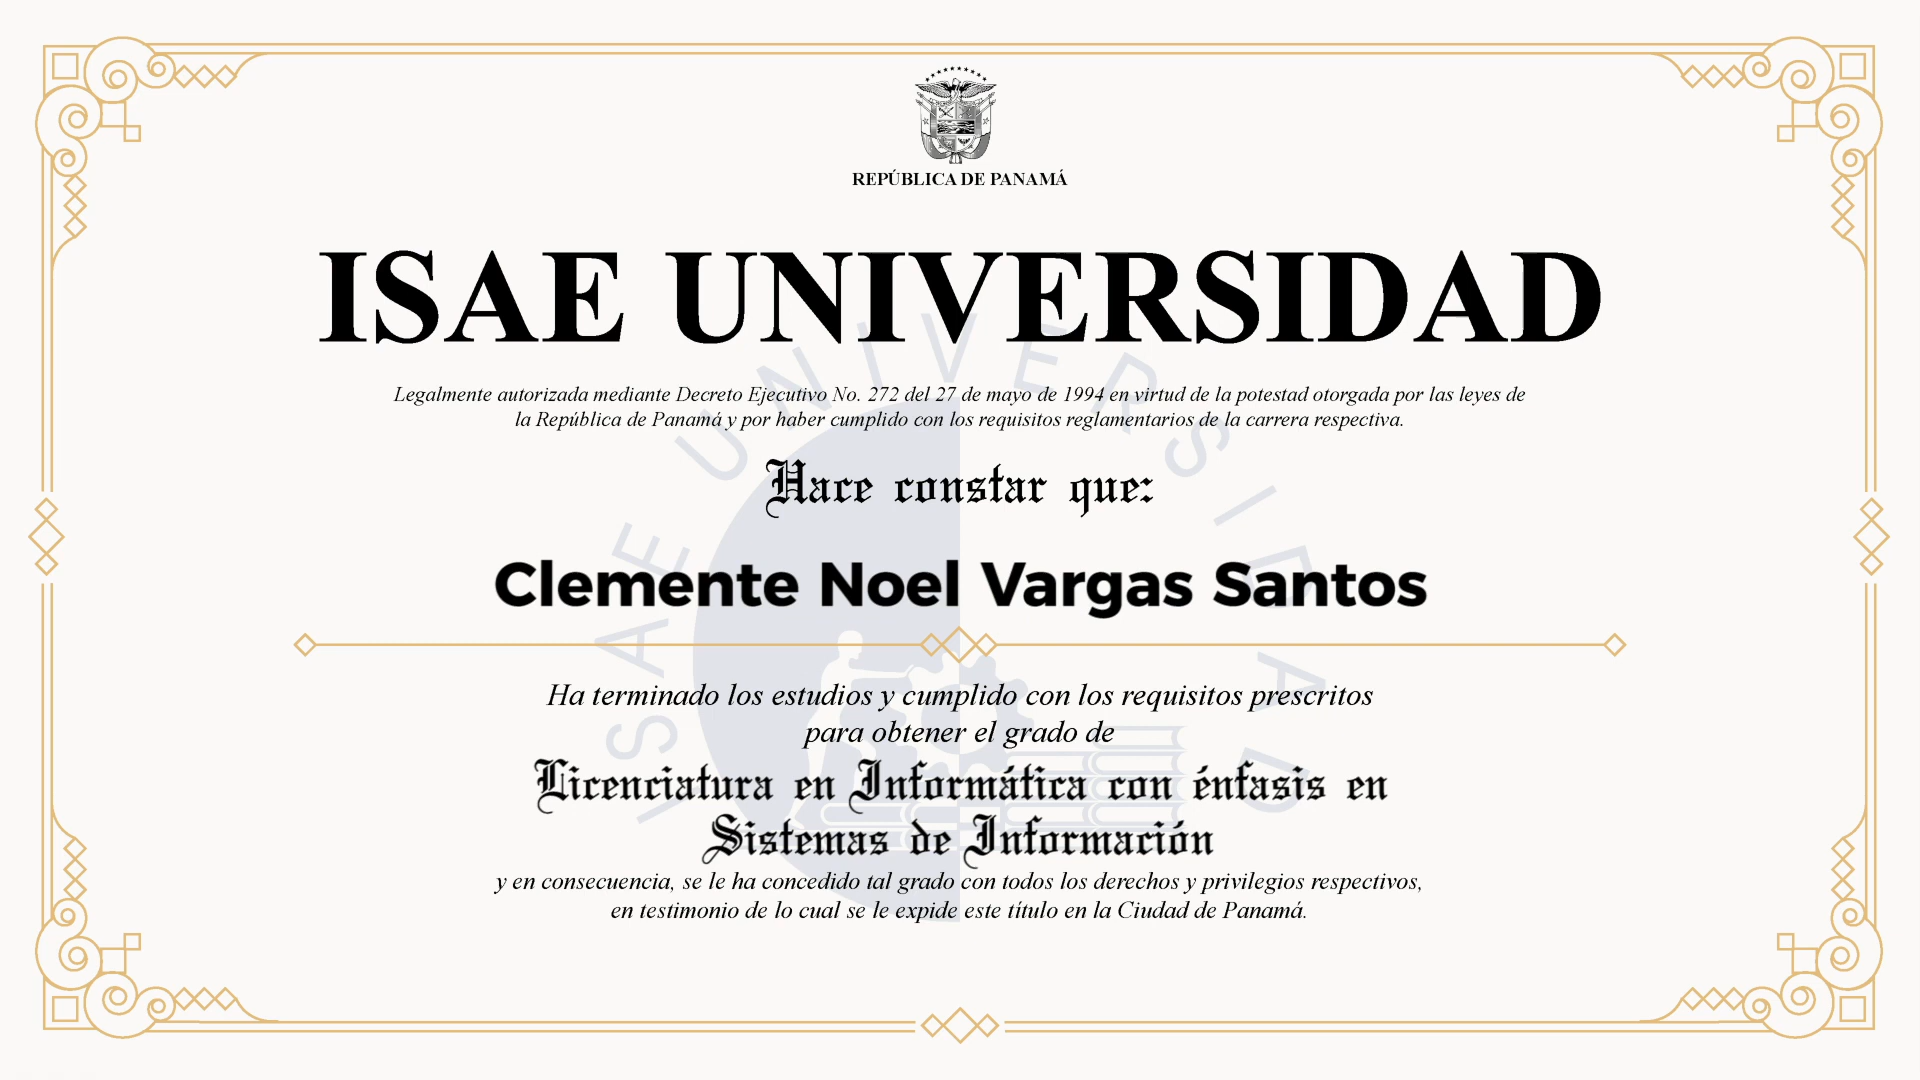 REPÚBLICA DE PANAMÁ
ISAE UNIVERSIDAD
Legalmente autorizada mediante Decreto Ejecutivo No. 272 del 27 de mayo de 1994 en virtud de la potestad otorgada por las leyes de
la República de Panamá y por haber cumplido con los requisitos reglamentarios de la carrera respectiva.
Hace constar que:
Clemente Noel Vargas Santos
Ha terminado los estudios y cumplido con los requisitos prescritos
para obtener el grado de
Licenciatura en Informática con énfasis en
Sistemas de Información
y en consecuencia, se le ha concedido tal grado con todos los derechos y privilegios respectivos,
en testimonio de lo cual se le expide este título en la Ciudad de Panamá.
ISAE UNIVERSIDAD